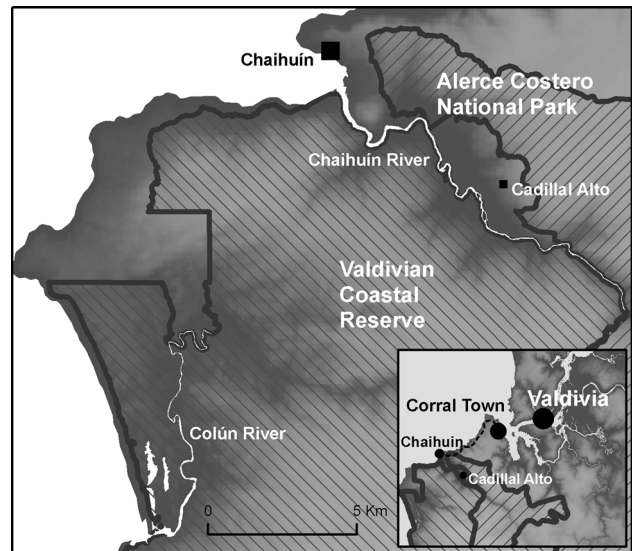 Chaihuín
Alerce Costero
National Park
Chaihuín River
Cadillal Alto
Valdivian
Coastal
Reserve
Colún River
0 5 Km
Valdivia
Corral Town
Chaihuin
Cadillal Alto